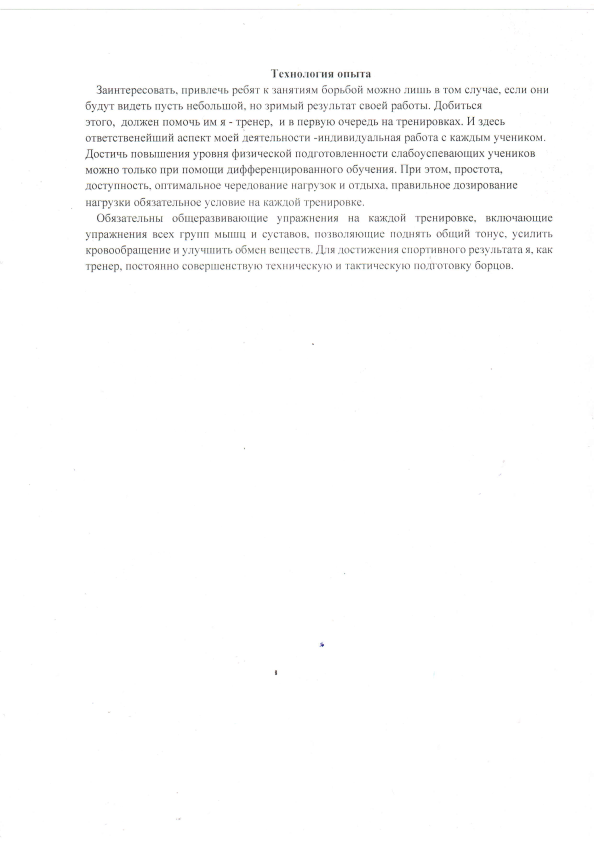 Технология опыта
Заинтересовать, привлечь ребят к занятиям борьбой можно лишь в том случае, если они
будут видеть пусть небольшой, но зримый результат своей работы. Добиться
этого, должен помочь им я - тренер, и в первую очередь на тренировках. И здесь
ответственейший аспект моей деятельности -индивидуальная работа с каждым учеником.
Достичь повышения уровня физической подготовленности слабоуспевающих учеников
можно только при помощи дифференцированного обучения. При этом, простота,
доступность, оптимальное чередование нагрузок и отдыха, правильное дозирование
нагрузки обязательное условие на каждой тренировке.
Обязательны общеразвивающие упражнения на каждой тренировке, включающие
упражнения всех групп мышц и суставов, позволяющие поднять общий тонус, усилить
кровообращение и улучшить обмен веществ. Для достижения спортивного результата я, как
тренер, постоянно совершенствую техническую и тактическую подготовку борцов.